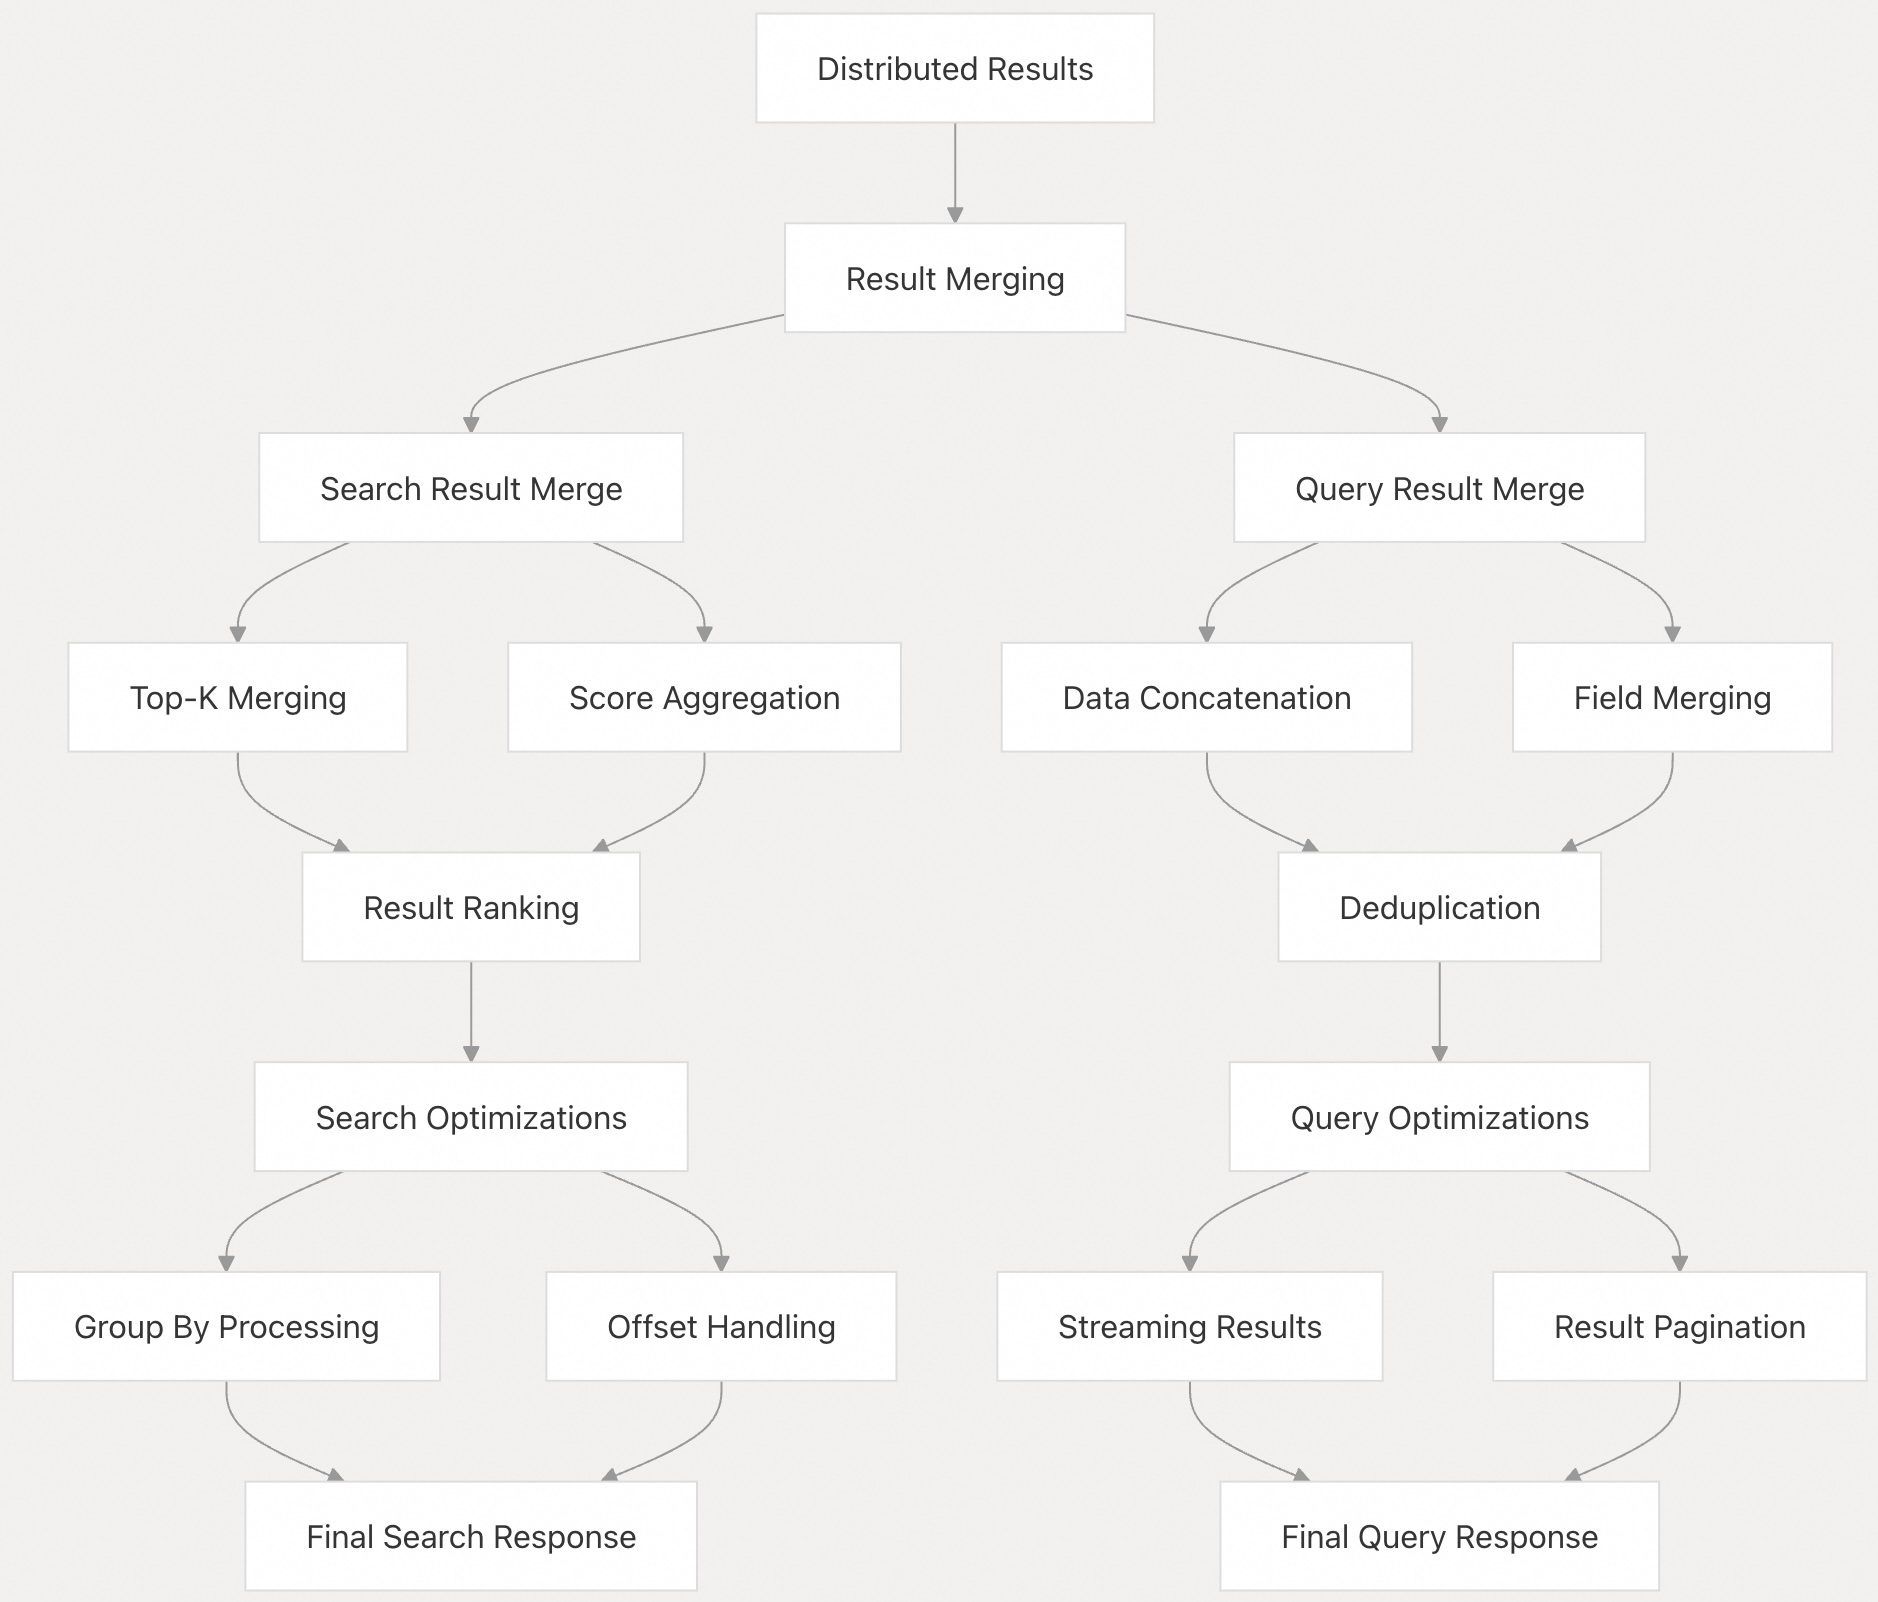 Distributed Results
Result Merging
Search Result Merge
Query Result Merge
Top-K Merging
Score Aggregation
Data Concatenation
Field Merging
Result Ranking
Deduplication
Search Optimizations
Query Optimizations
Group By Processing
Offset Handling
Streaming Results
Result Pagination
Final Search Response
Final Query Response